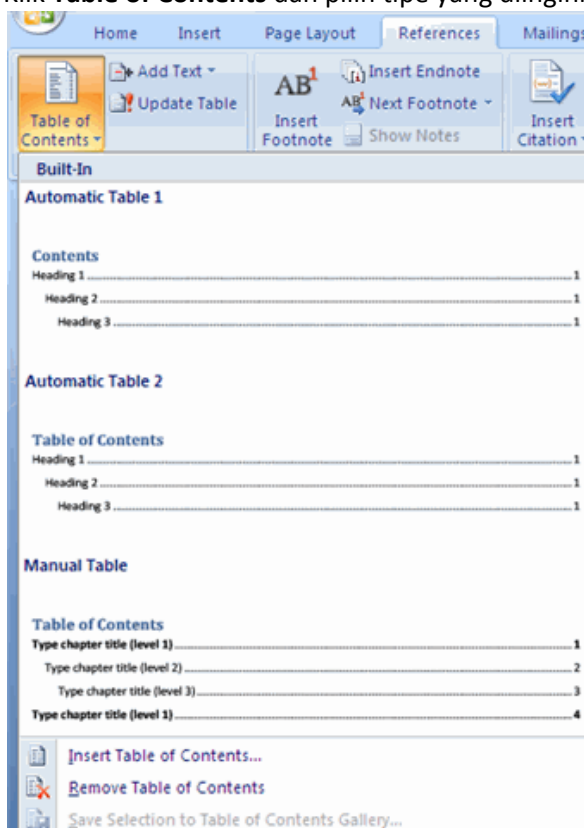 Klik Table of Contents dan pilih tipe yang diingin
Home Insert Page Layout References Mailings
Table of Contents
Add Text
Update Table
AB1 Insert Footnote
Insert Endnote
AB Next Footnote
Show Notes
Insert Citation
Built-In
Automatic Table 1
Contents
Heading 1 1
Heading 2 1
Heading 3 1
Automatic Table 2
Table of Contents
Heading 1 1
Heading 2 1
Heading 3 1
Manual Table
Table of Contents
Type chapter title (level 1) 1
Type chapter title (level 2) 2
Type chapter title (level 3) 3
Type chapter title (level 1) 4
Insert Table of Contents...
Remove Table of Contents
Save Selection to Table of Contents Gallery...